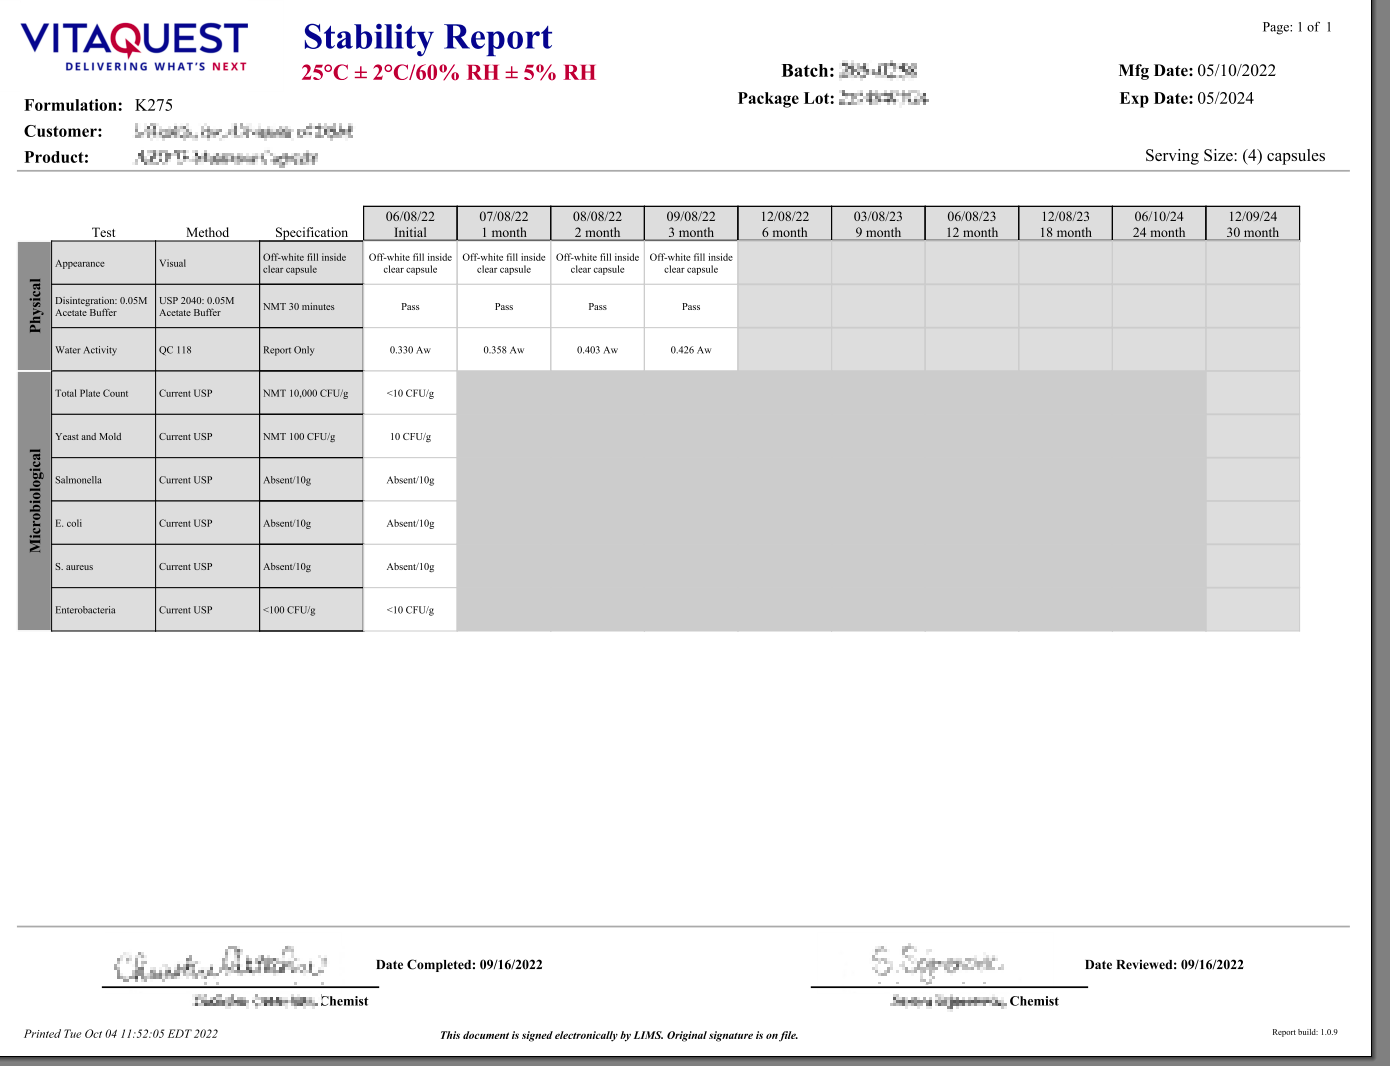 VITAQUEST
DELIVERING WHAT'S NEXT
Stability Report
25°C ± 2°C/60% RH ± 5% RH
Page: 1 of 1
Batch:
Package Lot:
Mfg Date: 05/10/2022
Exp Date: 05/2024
Formulation: K275
Customer:
Product:
Serving Size: (4) capsules
06/08/22 07/08/22 08/08/22 09/08/22 12/08/22 03/08/23 06/08/23 12/08/23 06/10/24 12/09/24
Test Method Specification Initial 1 month 2 month 3 month 6 month 9 month 12 month 18 month 24 month 30 month
Physical
Appearance Visual Off-white fill inside clear capsule Off-white fill inside clear capsule Off-white fill inside clear capsule Off-white fill inside clear capsule Off-white fill inside clear capsule
Disintegration: 0.05M Acetate Buffer USP 2040: 0.05M Acetate Buffer NMT 30 minutes Pass Pass Pass Pass
Water Activity QC 118 Report Only 0.330 Aw 0.358 Aw 0.403 Aw 0.426 Aw
Microbiological
Total Plate Count Current USP NMT 10,000 CFU/g <10 CFU/g
Yeast and Mold Current USP NMT 100 CFU/g 10 CFU/g
Salmonella Current USP Absent/10g Absent/10g
E. coli Current USP Absent/10g Absent/10g
S. aureus Current USP Absent/10g Absent/10g
Enterobacteria Current USP <100 CFU/g <10 CFU/g
Date Completed: 09/16/2022
Chemist
Date Reviewed: 09/16/2022
Chemist
Printed Tue Oct 04 11:52:05 EDT 2022
This document is signed electronically by LIMS. Original signature is on file.
Report build: 1.0.9